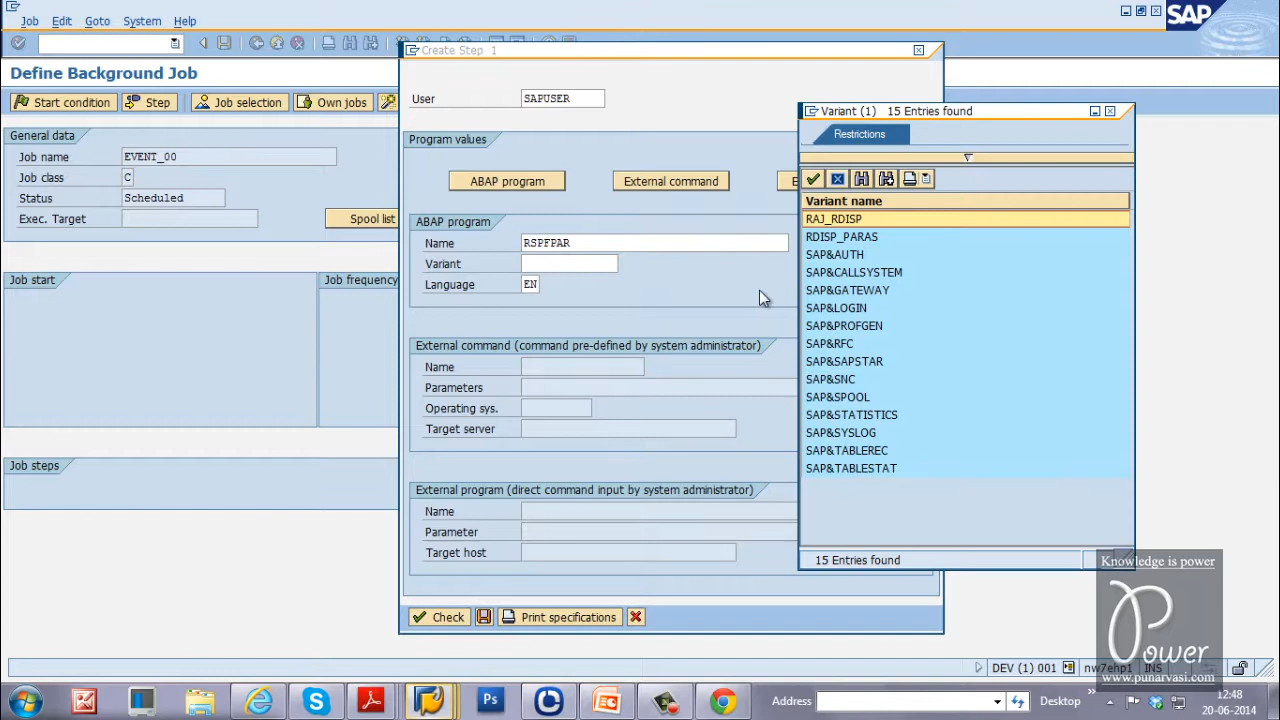 Job Edit Goto System Help
SAP
Define Background Job
Start condition Step Job selection Own jobs
General data
Job name EVENT_00
Job class C
Status Scheduled
Exec. Target
Spool list
Job start
Job frequency
Job steps
Create Step 1
User SAPUSER
Program values
ABAP program External command E
ABAP program
Name RSPFPAR
Variant
Language EN
External command (command pre-defined by system administrator)
Name
Parameters
Operating sys.
Target server
External program (direct command input by system administrator)
Name
Parameter
Target host
Check Print specifications
Variant (1) 15 Entries found
Restrictions
Variant name
RAJ_RDISP
RDISP_PARAS
SAP&AUTH
SAP&CALLSYSTEM
SAP&GATEWAY
SAP&LOGIN
SAP&PROFGEN
SAP&RFC
SAP&SAPSTAR
SAP&SNC
SAP&SPOOL
SAP&STATISTICS
SAP&SYSLOG
SAP&TABLEREC
SAP&TABLESTAT
15 Entries found
Knowledge is power
Power
www.punarvasi.com
DEV (1) 001 nw7ehp1 INS
Ps
Address Desktop
12:48
20-06-2014